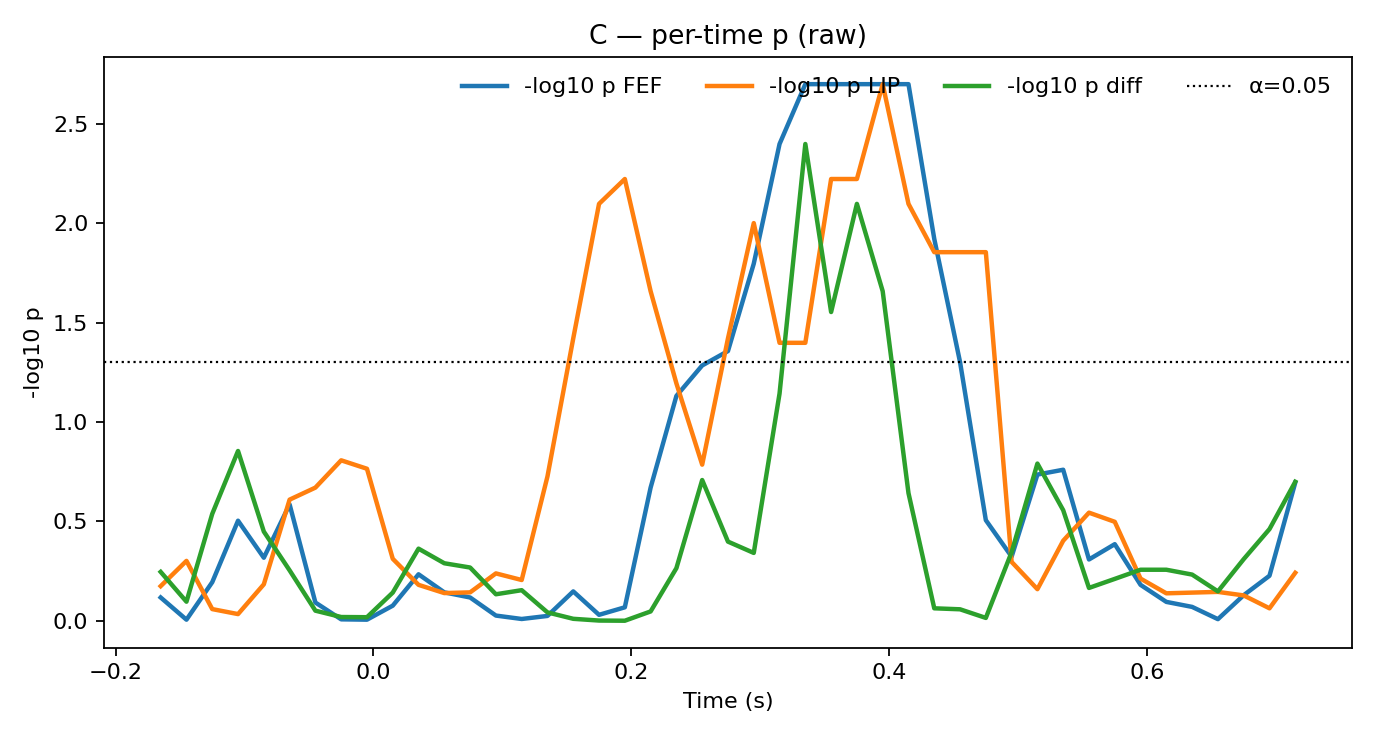 C — per-time p (raw)
-log10 p FEF
-log10 p LIP
-log10 p diff
α=0.05
-log10 p
2.5
2.0
1.5
1.0
0.5
0.0
−0.2
0.0
0.2
0.4
0.6
Time (s)